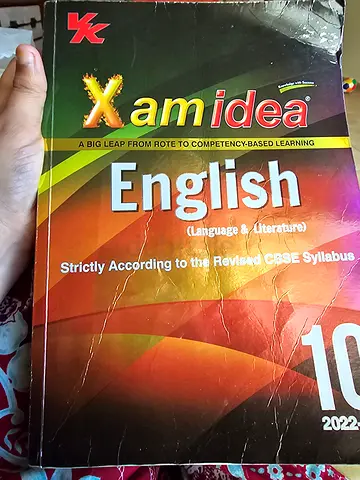 VK
Xam idea®
A BIG LEAP FROM ROTE TO COMPETENCY-BASED LEARNING
English
(Language & Literature)
Strictly According to the Revised CBSE Syllabus
10
2022-